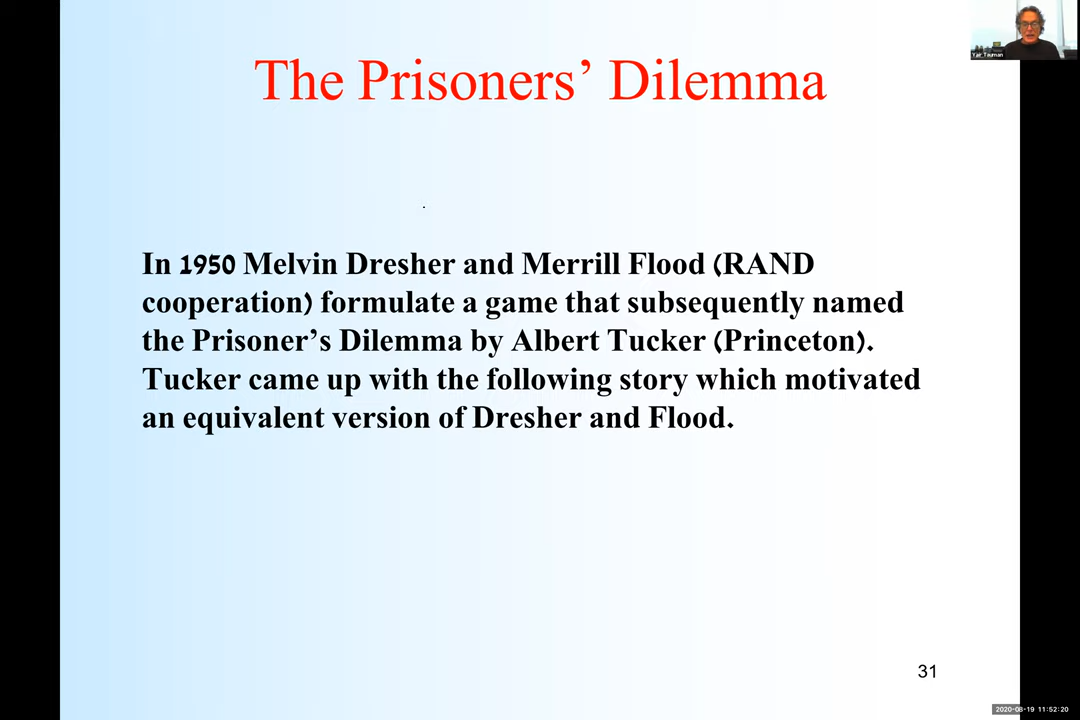 Yair Tauman
The Prisoners’ Dilemma
In 1950 Melvin Dresher and Merrill Flood (RAND
cooperation) formulate a game that subsequently named
the Prisoner’s Dilemma by Albert Tucker (Princeton).
Tucker came up with the following story which motivated
an equivalent version of Dresher and Flood.
31
2020-08-19 11:52:20